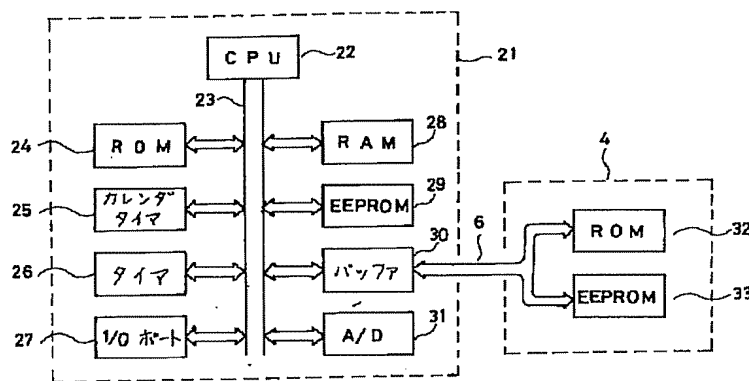 CPU
22
21
23
24
ROM
RAM
28
25
カレンダ
タイマ
EEPROM
29
26
タイマ
バッファ
30
27
I/O ポート
A/D
31
6
4
ROM
32
EEPROM
33